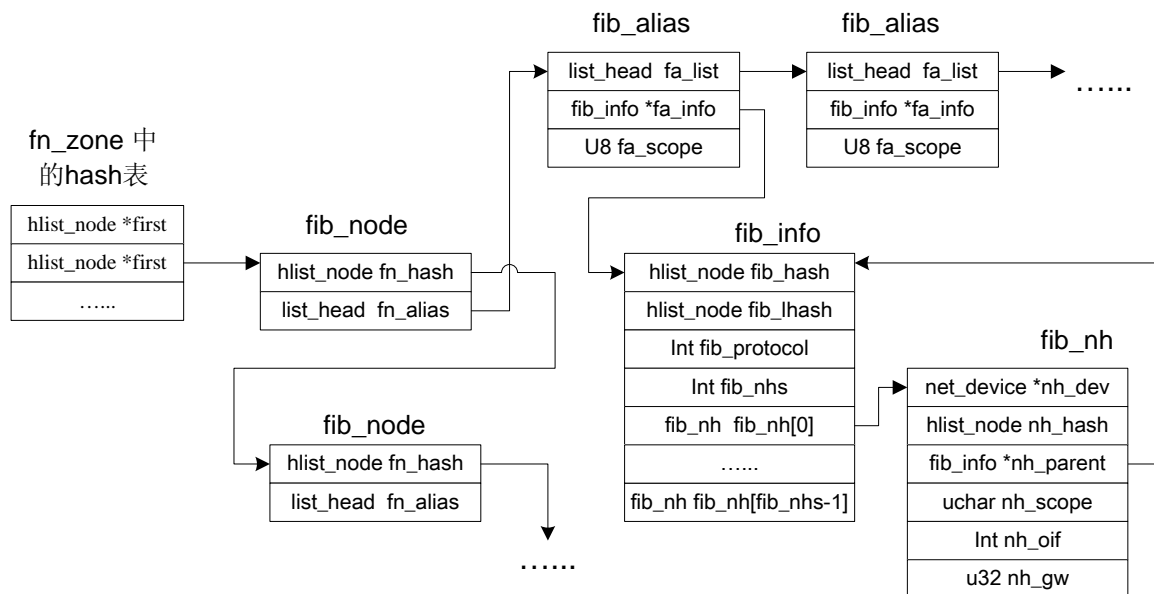 fib_alias
list_head  fa_list
fib_info *fa_info
U8 fa_scope
fib_alias
list_head  fa_list
fib_info *fa_info
U8 fa_scope
…...
fn_zone 中
的hash表
hlist_node *first
hlist_node *first
…...
fib_node
hlist_node fn_hash
list_head  fn_alias
fib_node
hlist_node fn_hash
list_head  fn_alias
…...
fib_info
hlist_node fib_hash
hlist_node fib_lhash
Int fib_protocol
Int fib_nhs
fib_nh  fib_nh[0]
…...
fib_nh fib_nh[fib_nhs-1]
fib_nh
net_device *nh_dev
hlist_node nh_hash
fib_info *nh_parent
uchar nh_scope
Int nh_oif
u32 nh_gw